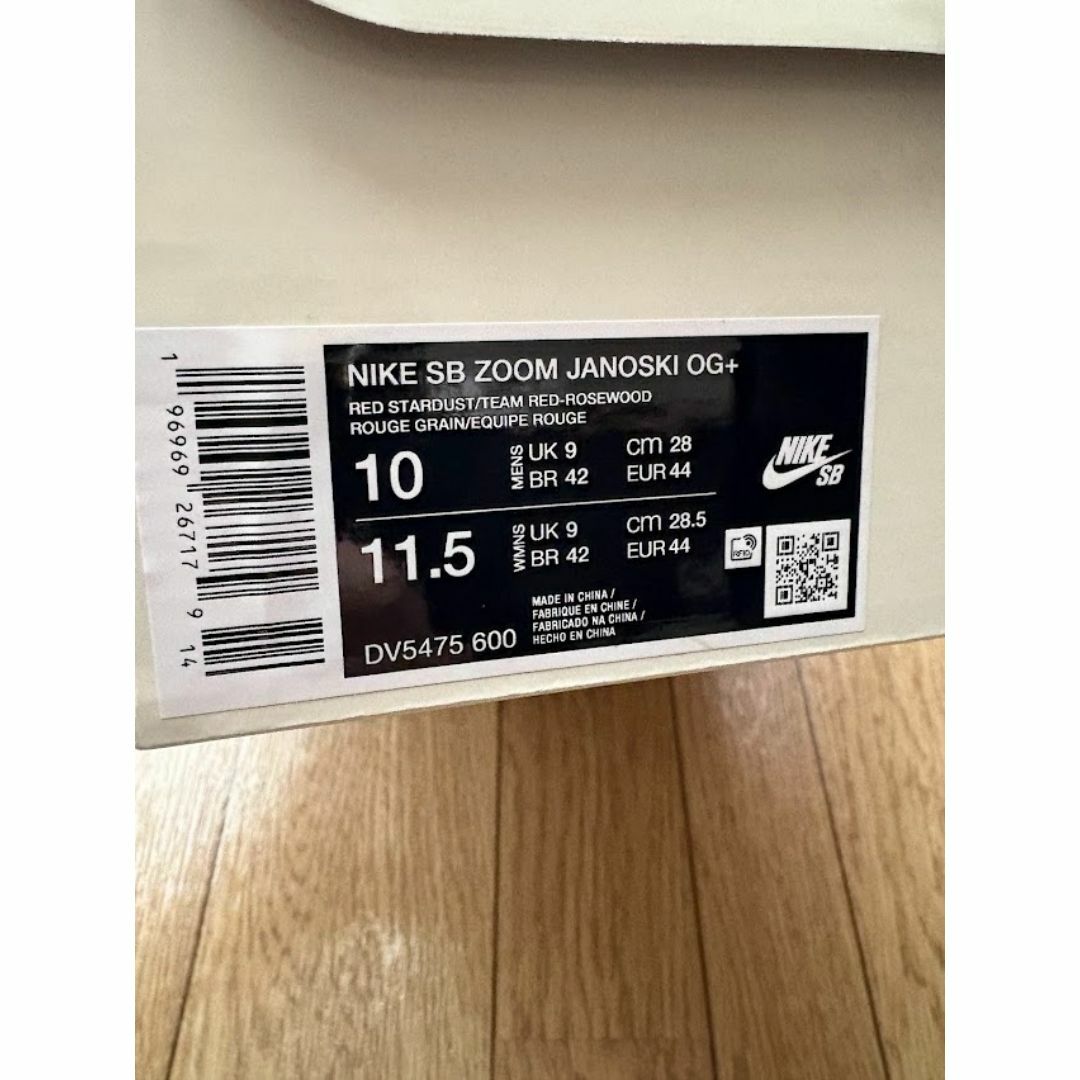 NIKE SB ZOOM JANOSKI OG+
RED STARDUST/TEAM RED-ROSEWOOD
ROUGE GRAIN/EQUIPE ROUGE
10 MENS UK 9 cm 28
BR 42 EUR 44
11.5 WMNS UK 9 cm 28.5
BR 42 EUR 44
NIKE
SB
RFID
MADE IN CHINA /
FABRIQUE EN CHINE /
FABRICADO NA CHINA /
HECHO EN CHINA
DV5475 600
1 96969 26717 9 14